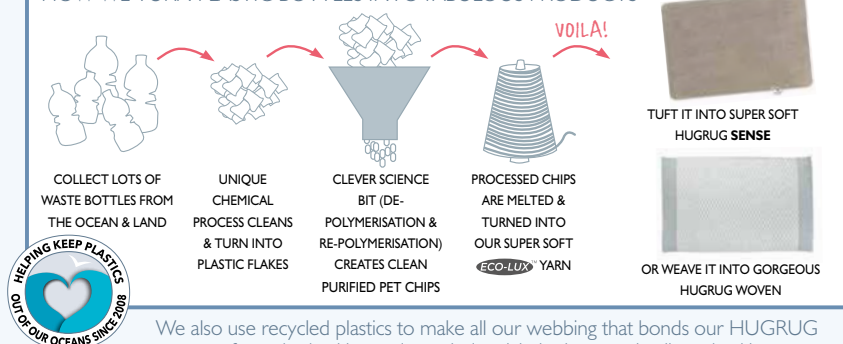 VOILA!
COLLECT LOTS OF
WASTE BOTTLES FROM
THE OCEAN & LAND
UNIQUE
CHEMICAL
PROCESS CLEANS
& TURN INTO
PLASTIC FLAKES
CLEVER SCIENCE
BIT (DE-
POLYMERISATION &
RE-POLYMERISATION)
CREATES CLEAN
PURIFIED PET CHIPS
PROCESSED CHIPS
ARE MELTED &
TURNED INTO
OUR SUPER SOFT
ECO-LUX™ YARN
TUFT IT INTO SUPER SOFT
HUGRUG SENSE
OR WEAVE IT INTO GORGEOUS
HUGRUG WOVEN
HELPING KEEP PLASTICS
OUT OF OUR OCEANS SINCE 2008
We also use recycled plastics to make all our webbing that bonds our HUGRUG